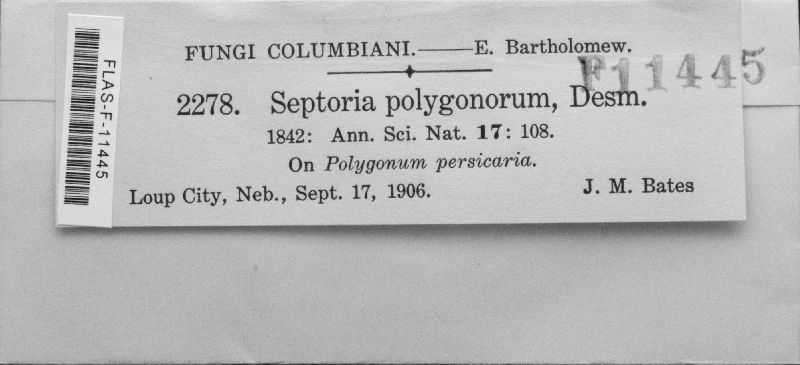 FUNGI COLUMBIANI.——E. Bartholomew.
F11445
2278. Septoria polygonorum, Desm.
1842: Ann. Sci. Nat. 17: 108.
On Polygonum persicaria.
Loup City, Neb., Sept. 17, 1906. J. M. Bates
FLAS-F-11445